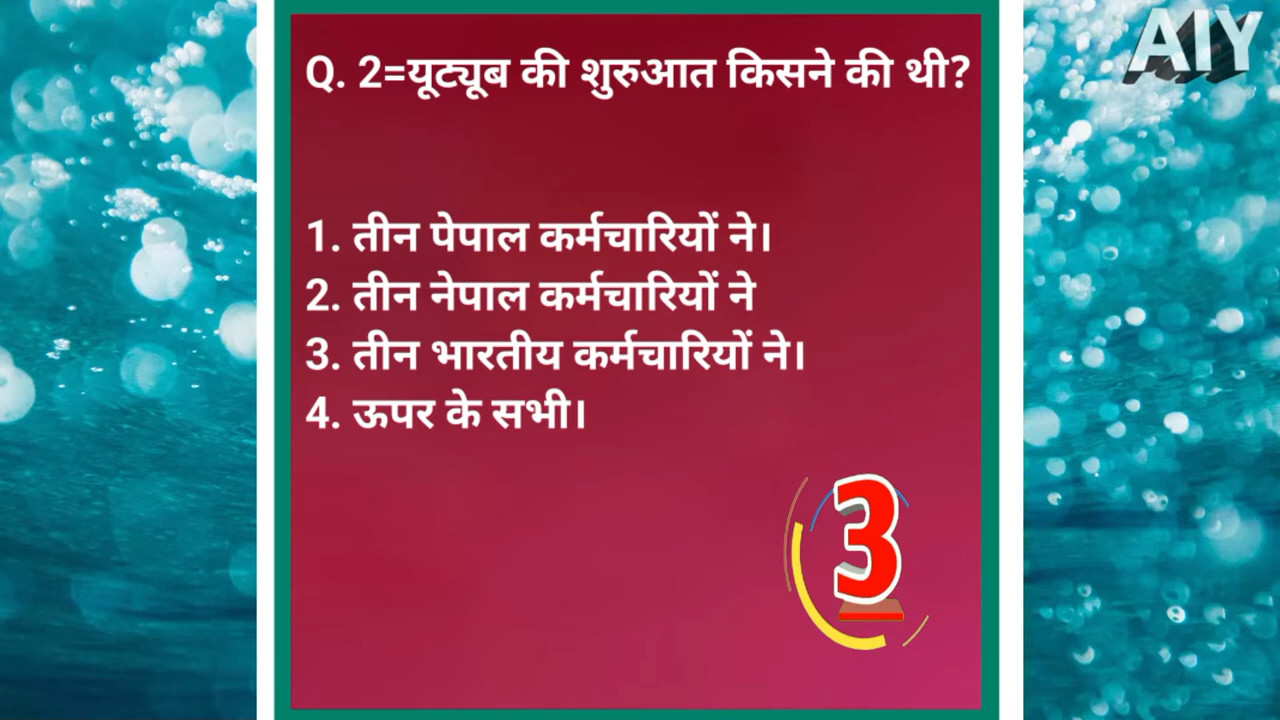 AIY
Q. 2=यूट्यूब की शुरुआत किसने की थी?
1. तीन पेपाल कर्मचारियों ने।
2. तीन नेपाल कर्मचारियों ने
3. तीन भारतीय कर्मचारियों ने।
4. ऊपर के सभी।
3